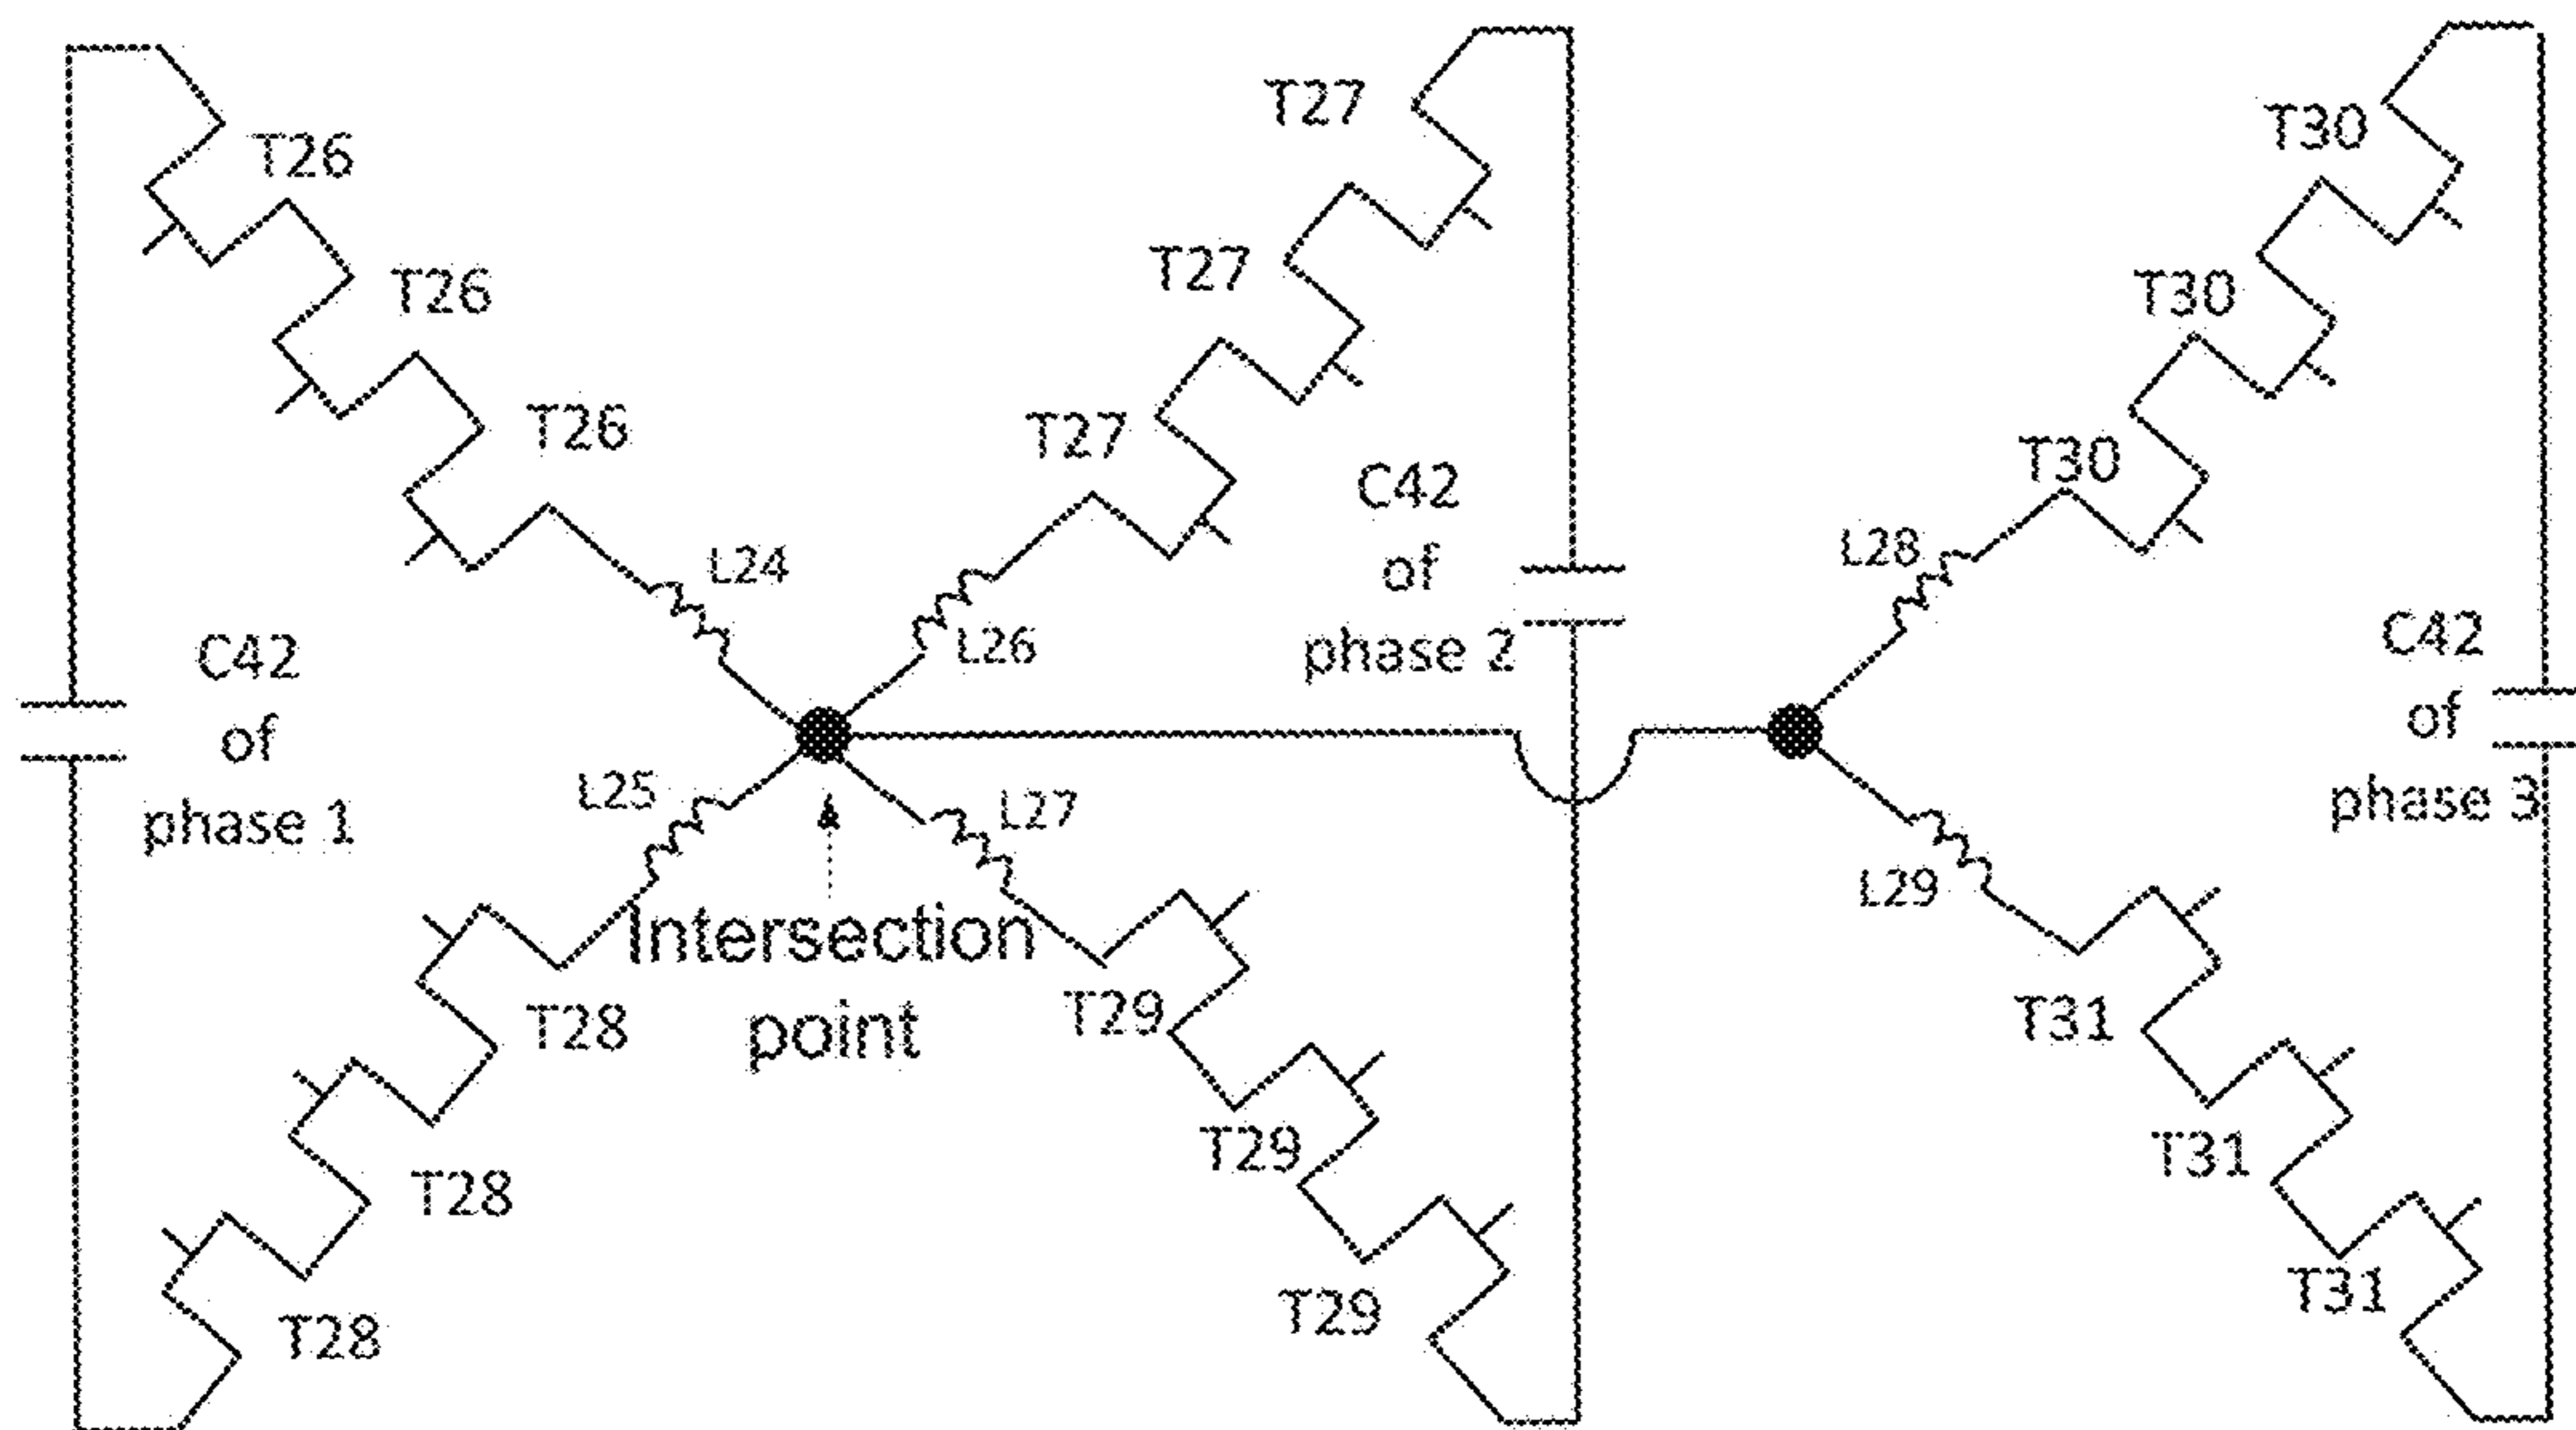 T26
T26
T26
T27
T27
T27
T30
T30
T30
L24
L26
L28
C42
of
phase 1
C42
of
phase 2
C42
of
phase 3
L25
L27
L29
Intersection
point
T28
T28
T28
T29
T29
T29
T31
T31
T31